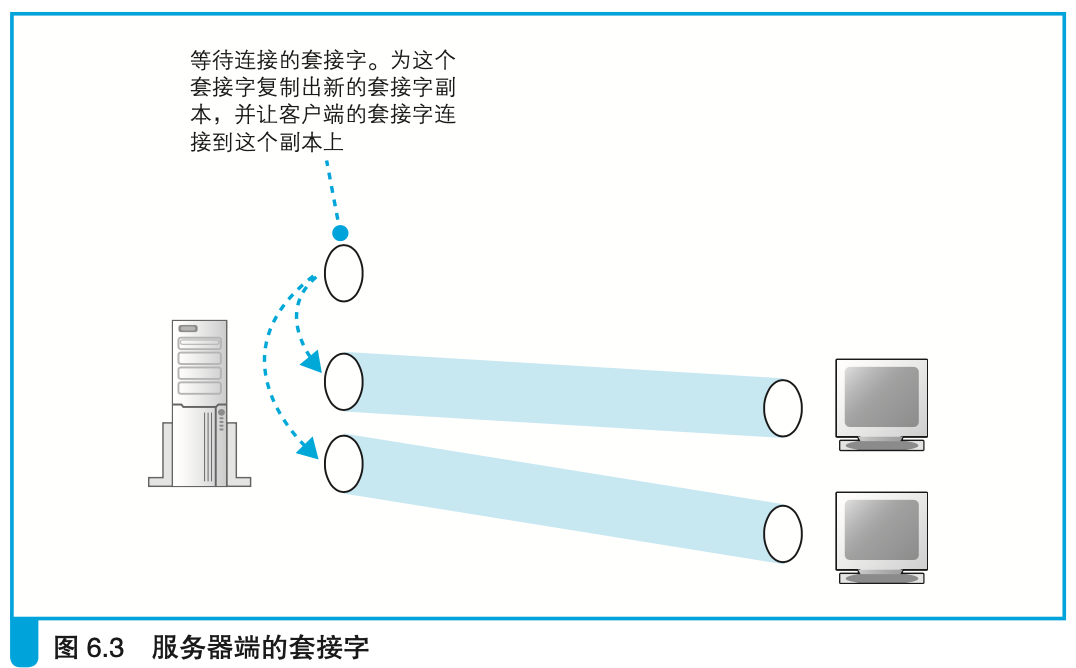 等待连接的套接字。为这个
套接字复制出新的套接字副
本，并让客户端的套接字连
接到这个副本上
图 6.3 服务器端的套接字